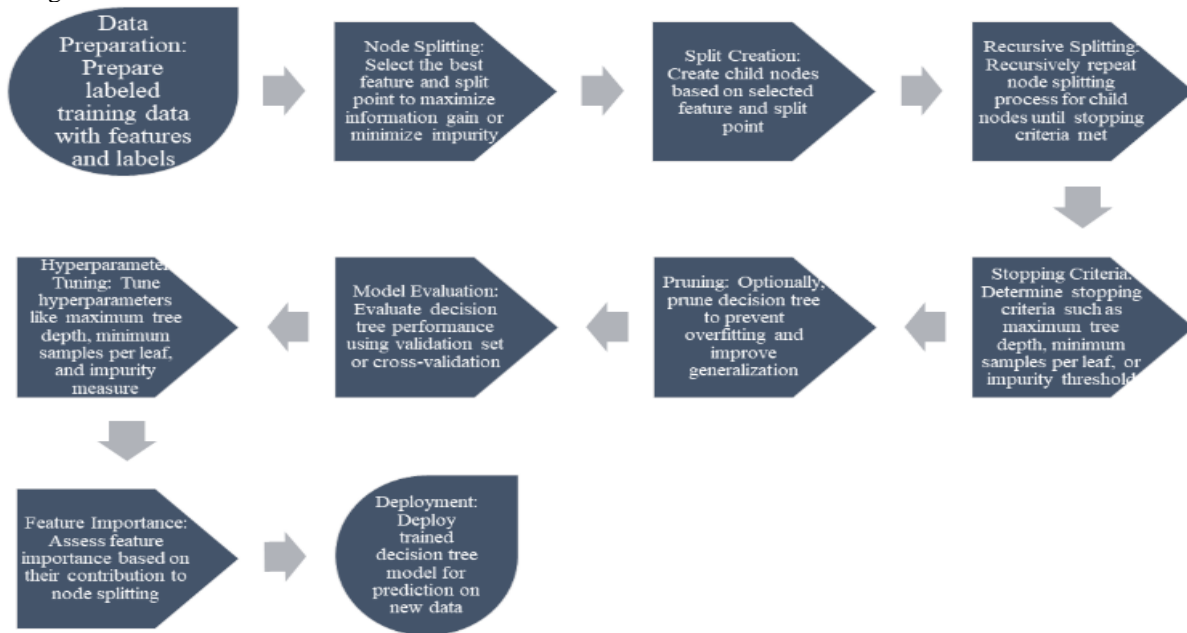 Data
Preparation:
Prepare
labeled
training data
with features
and labels
Node Splitting:
Select the best
feature and split
point to maximize
information gain or
minimize impurity
Split Creation:
Create child nodes
based on selected
feature and split
point
Recursive Splitting:
Recursively repeat
node splitting
process for child
nodes until stopping
criteria met
Stopping Criteria:
Determine stopping
criteria such as
maximum tree
depth, minimum
samples per leaf, or
impurity threshold
Pruning: Optionally,
prune decision tree
to prevent
overfitting and
improve
generalization
Model Evaluation:
Evaluate decision
tree performance
using validation set
or cross-validation
Hyperparameter
Tuning: Tune
hyperparameters
like maximum tree
depth, minimum
samples per leaf,
and impurity
measure
Feature Importance:
Assess feature
importance based on
their contribution to
node splitting
Deployment:
Deploy
trained
decision tree
model for
prediction on
new data